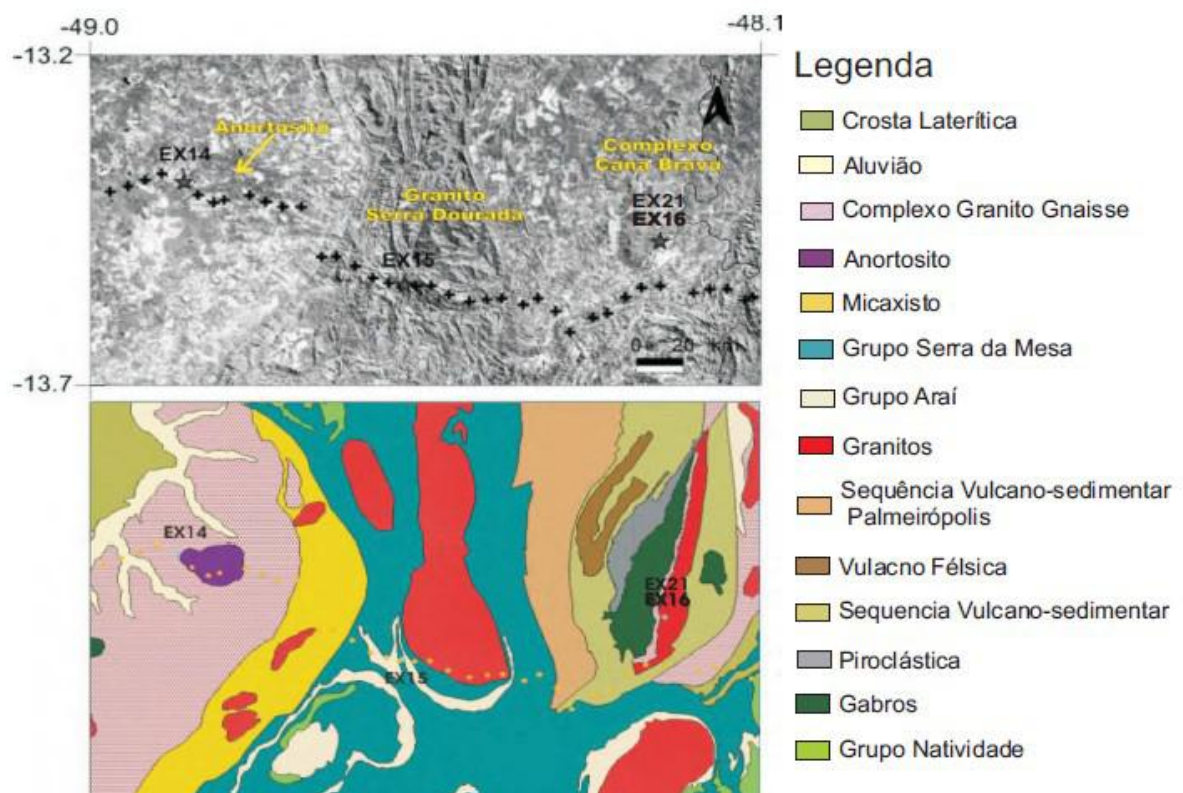 -49.0
-48.1
-13.2
Anortosito
EX14
Complexo
Cana Brava
Granito
Serra Dourada
EX21
EX16
EX15
0 20 km
-13.7
EX14
EX21
EX16
EX15
Legenda
Crosta Laterítica
Aluvião
Complexo Granito Gnaisse
Anortosito
Micaxisto
Grupo Serra da Mesa
Grupo Araí
Granitos
Sequência Vulcano-sedimentar
Palmeirópolis
Vulacno Félsica
Sequencia Vulcano-sedimentar
Piroclástica
Gabros
Grupo Natividade